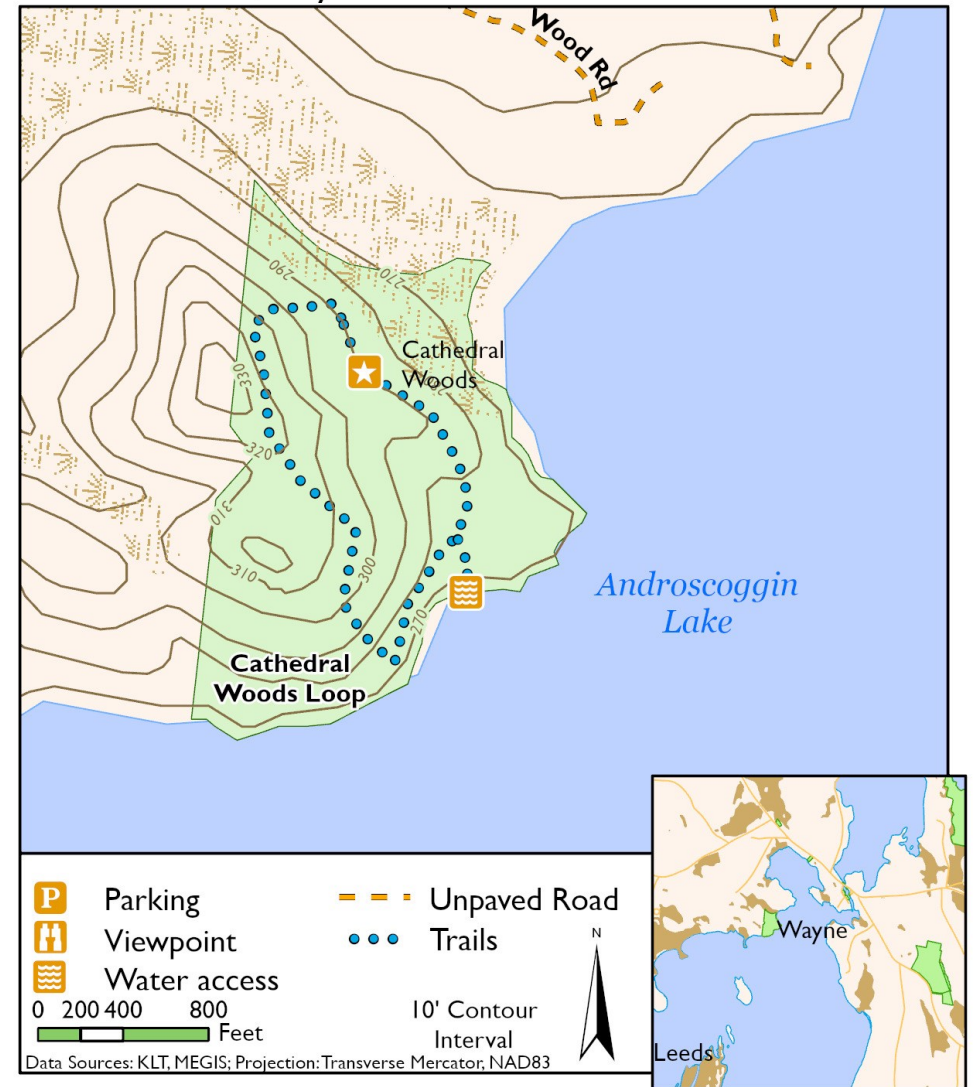 Wood Rd
290
270
Cathedral
Woods
330
320
310
310
300
270
Androscoggin
Lake
Cathedral
Woods Loop
P Parking
Viewpoint
Water access
Unpaved Road
Trails
0 200 400 800
Feet
10' Contour
Interval
N
Data Sources: KLT, MEGIS; Projection: Transverse Mercator, NAD83
Wayne
Leeds